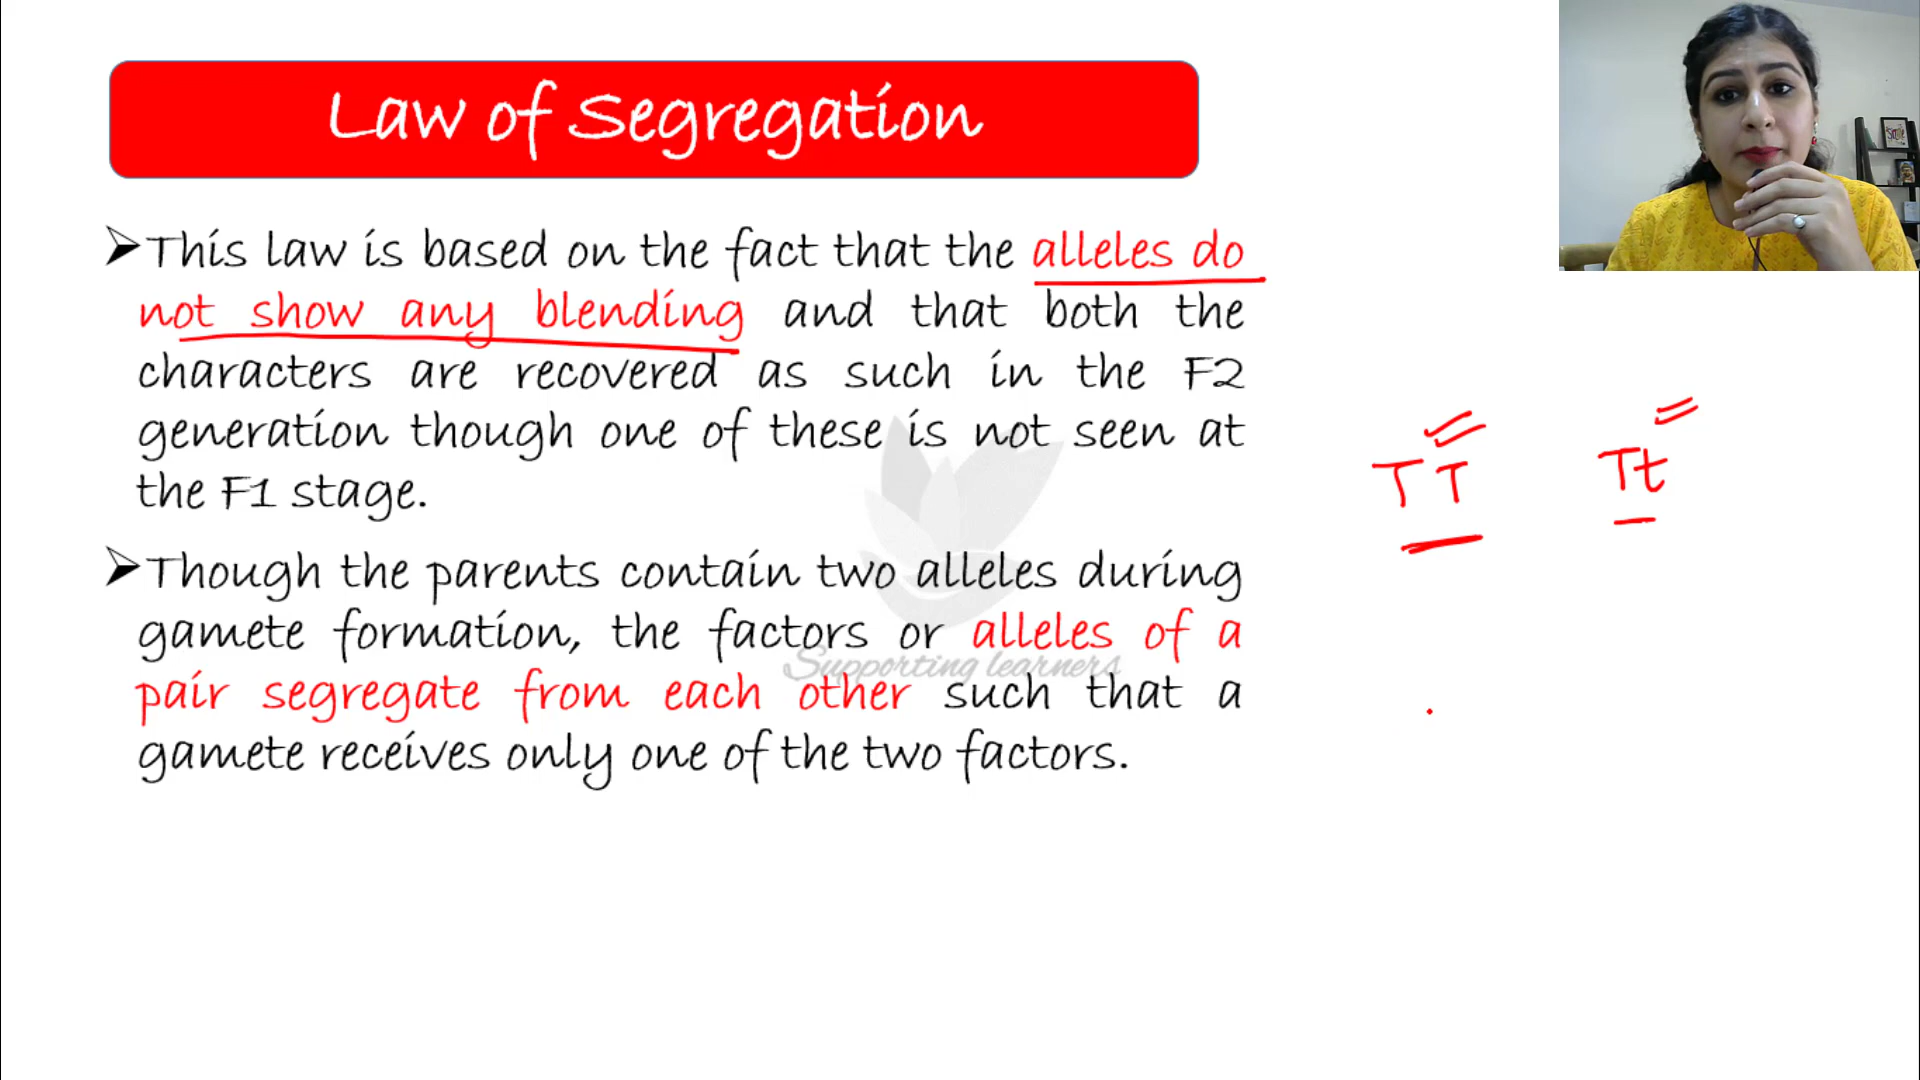 Law of Segregation
➤This law is based on the fact that the alleles do
not show any blending and that both the
characters are recovered as such in the F2
generation though one of these is not seen at
the F1 stage.
TT Tt
➤Though the parents contain two alleles during
gamete formation, the factors or alleles of a
Supporting learners
pair segregate from each other such that a
gamete receives only one of the two factors.